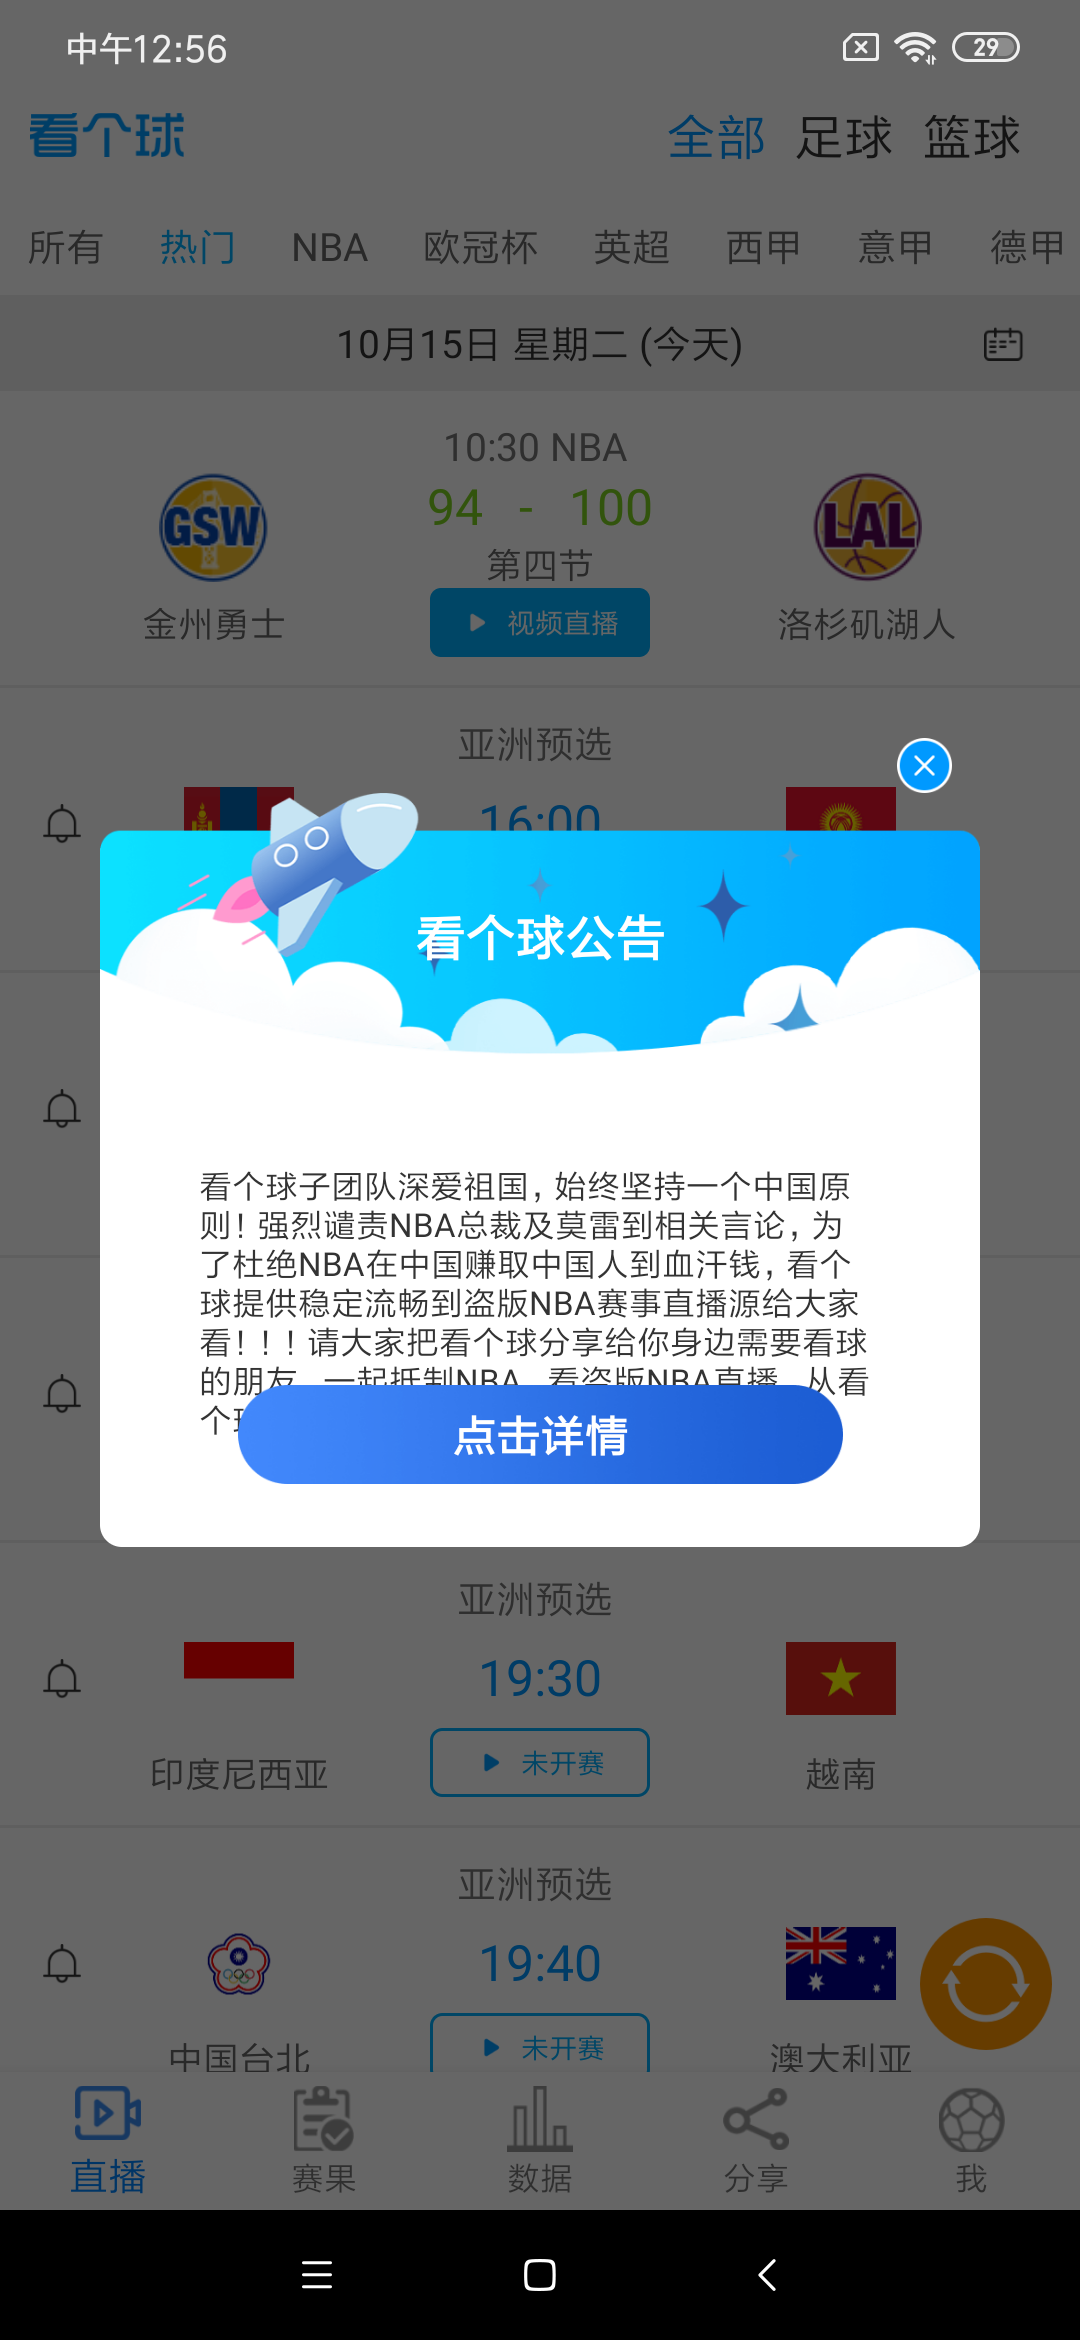 中午12:56
29
看个球
全部 足球 篮球
所有 热门 NBA 欧冠杯 英超 西甲 意甲 德甲
10月15日 星期二 (今天)
10:30 NBA
94 - 100
GSW
LAL
第四节
金州勇士
视频直播
洛杉矶湖人
亚洲预选
16:00
看个球公告
看个球子团队深爱祖国，始终坚持一个中国原
则！强烈谴责NBA总裁及莫雷到相关言论，为
了杜绝NBA在中国赚取中国人到血汗钱，看个
球提供稳定流畅到盗版NBA赛事直播源给大家
看！！！请大家把看个球分享给你身边需要看球
的朋友，一起抵制NBA，看盗版NBA直播，从看
个
点击详情
亚洲预选
19:30
印度尼西亚
未开赛
越南
亚洲预选
19:40
中国台北
未开赛
澳大利亚
直播 赛果 数据 分享 我